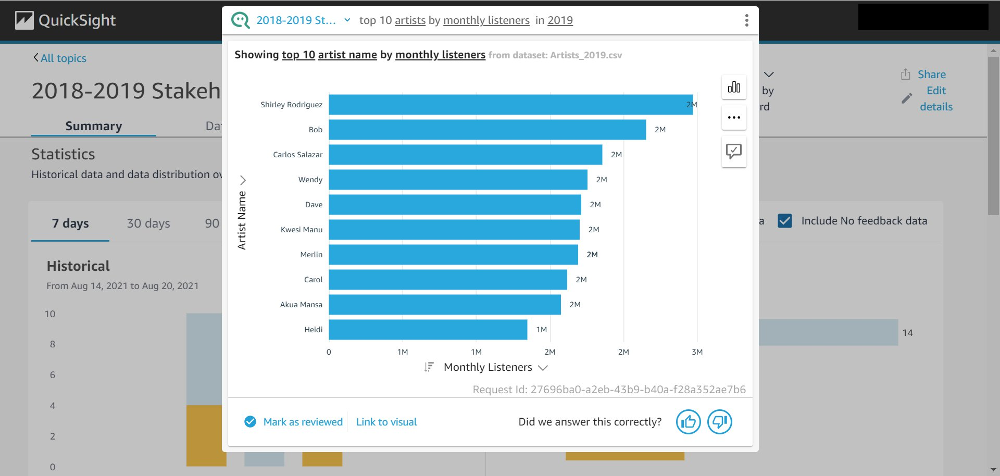 QuickSight
2018-2019 St... top 10 artists by monthly listeners in 2019
All topics
2018-2019 Stakeh
Summary
Da
Statistics
Historical data and data distribution ov
7 days 30 days 90
Historical
From Aug 14, 2021 to Aug 20, 2021
10
8
6
4
2
0
Showing top 10 artist name by monthly listeners from dataset: Artists_2019.csv
Artist Name
Shirley Rodriguez 2M
Bob 2M
Carlos Salazar 2M
Wendy 2M
Dave 2M
Kwesi Manu 2M
Merlin 2M
Carol 2M
Akua Mansa 2M
Heidi 1M
0 1M 1M 2M 2M 3M
Monthly Listeners
Request Id: 27696ba0-a2eb-43b9-b40a-f28a352ae7b6
Mark as reviewed Link to visual Did we answer this correctly?
by
rd
Share
Edit
details
a Include No feedback data
14